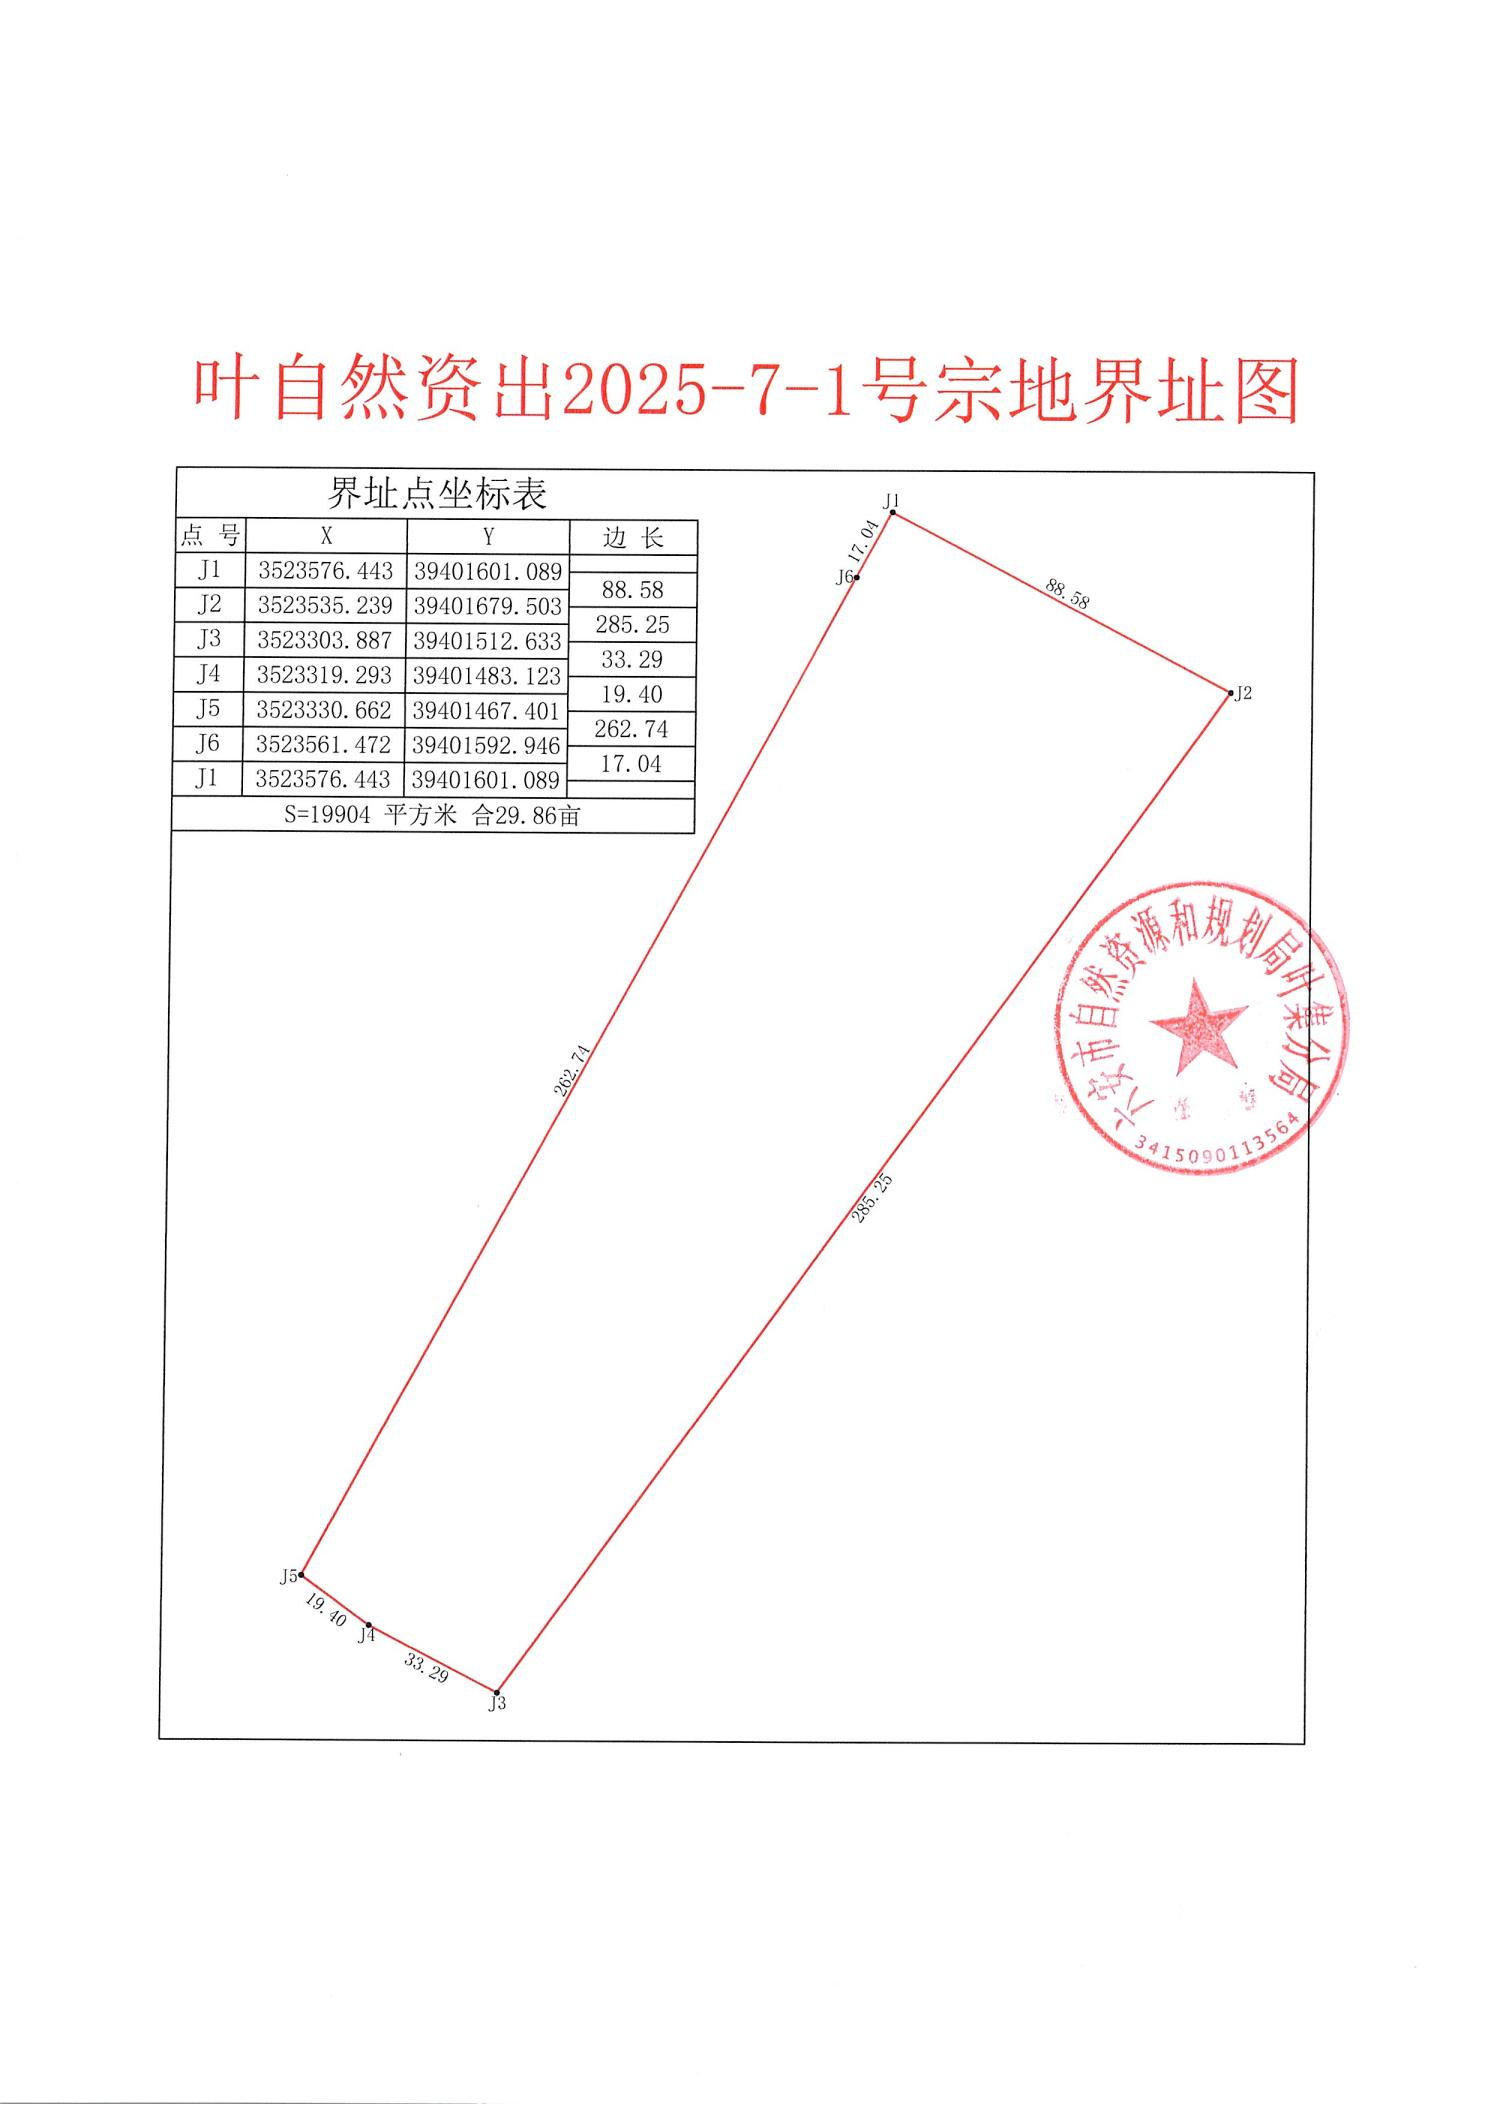 叶自然资出2025-7-1号宗地界址图
界址点坐标表
点 号 X Y 边 长
J1 3523576.443 39401601.089
88.58
J2 3523535.239 39401679.503
285.25
J3 3523303.887 39401512.633
33.29
J4 3523319.293 39401483.123
19.40
J5 3523330.662 39401467.401
262.74
J6 3523561.472 39401592.946
17.04
J1 3523576.443 39401601.089
S=19904 平方米 合29.86亩
J1
17.04
J6
88.58
J2
262.74
285.25
J5
19.40
J4
33.29
J3
六安市自然资源和规划局叶集分局
3415090113564